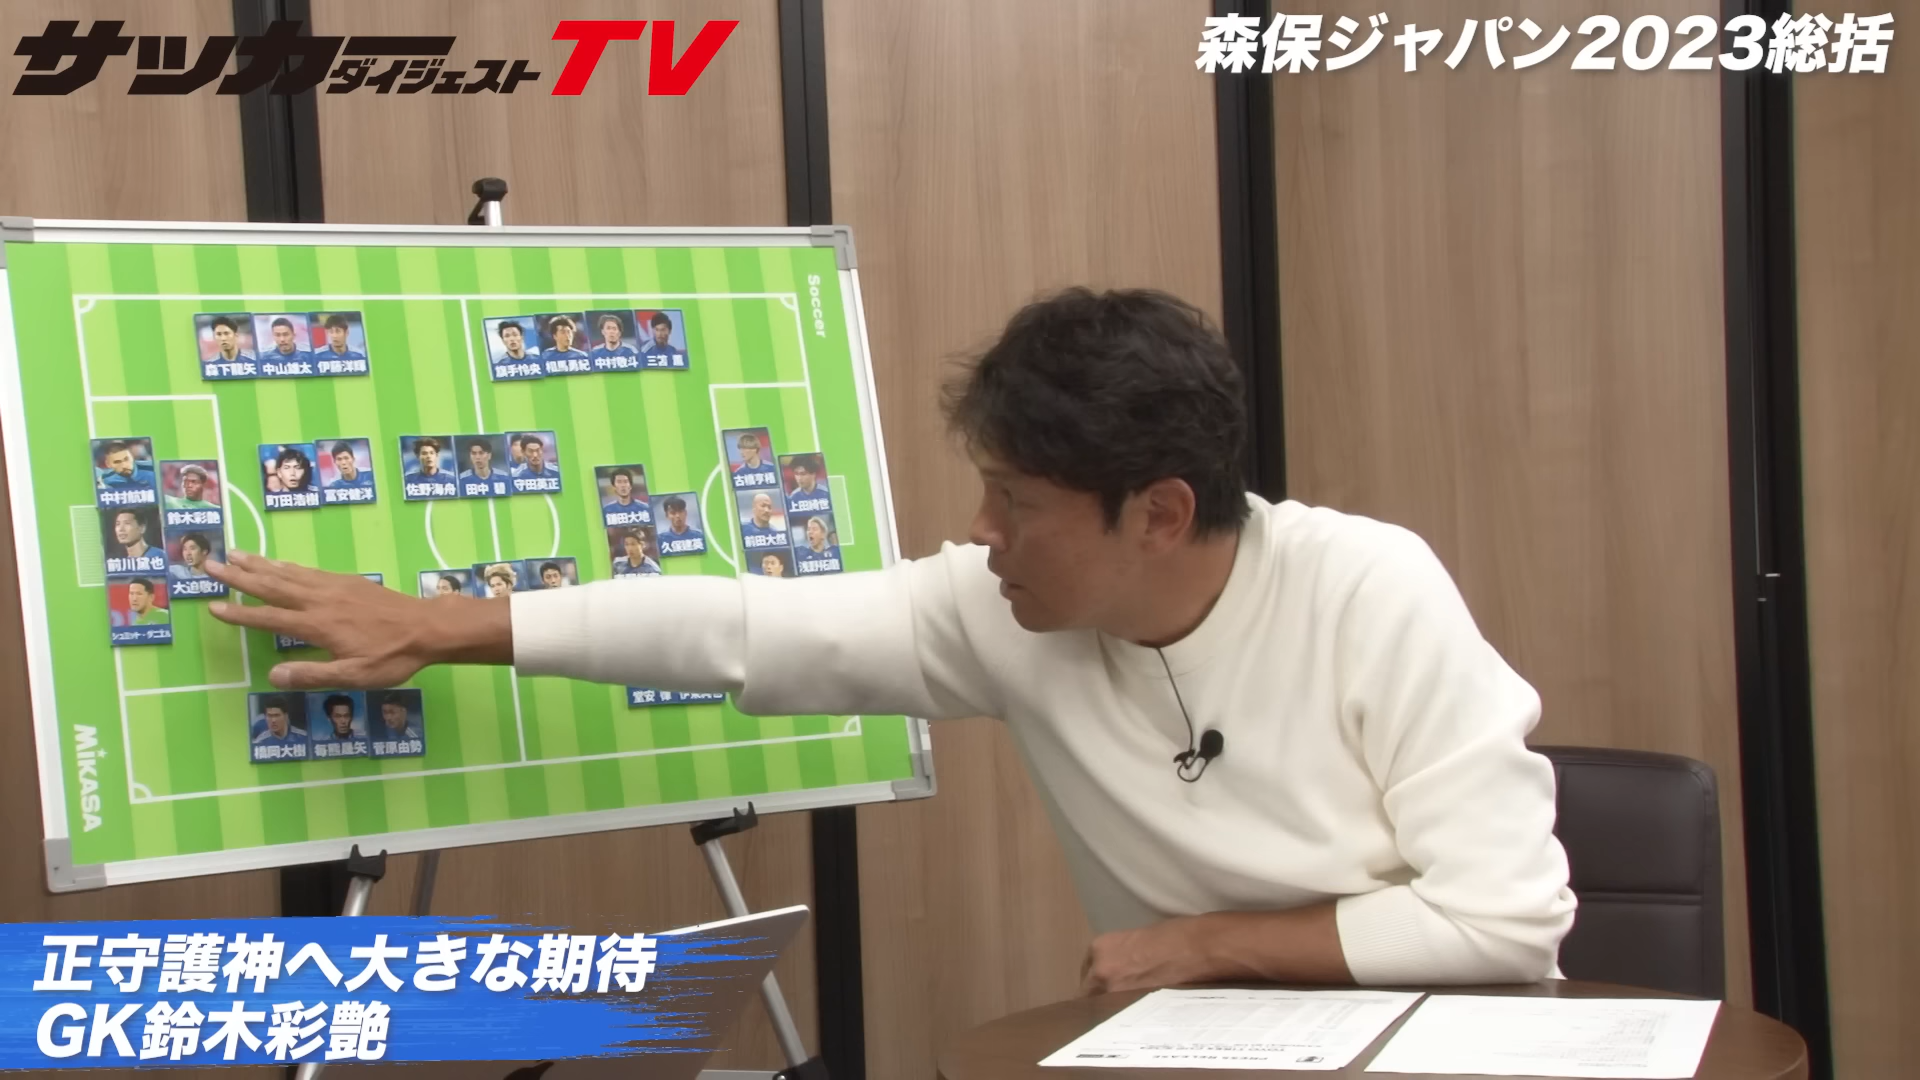 サッカーダイジェストTV
森保ジャパン2023総括
Soccer
森下龍矢 中山雄太 伊藤洋輝
旗手怜央 相馬勇紀 中村敬斗 三笘 薫
中村航輔
鈴木彩艶
前川黛也
大迫敬介
シュミット・ダニエル
町田浩樹 冨安健洋
佐野海舟 田中 碧 守田英正
鎌田大地
久保建英
古橋亨梧
上田綺世
前田大然
浅野拓磨
堂安 律
橋岡大樹 毎熊晟矢 菅原由勢
MIKASA
正守護神へ大きな期待
GK鈴木彩艶
PRESS RELEASE